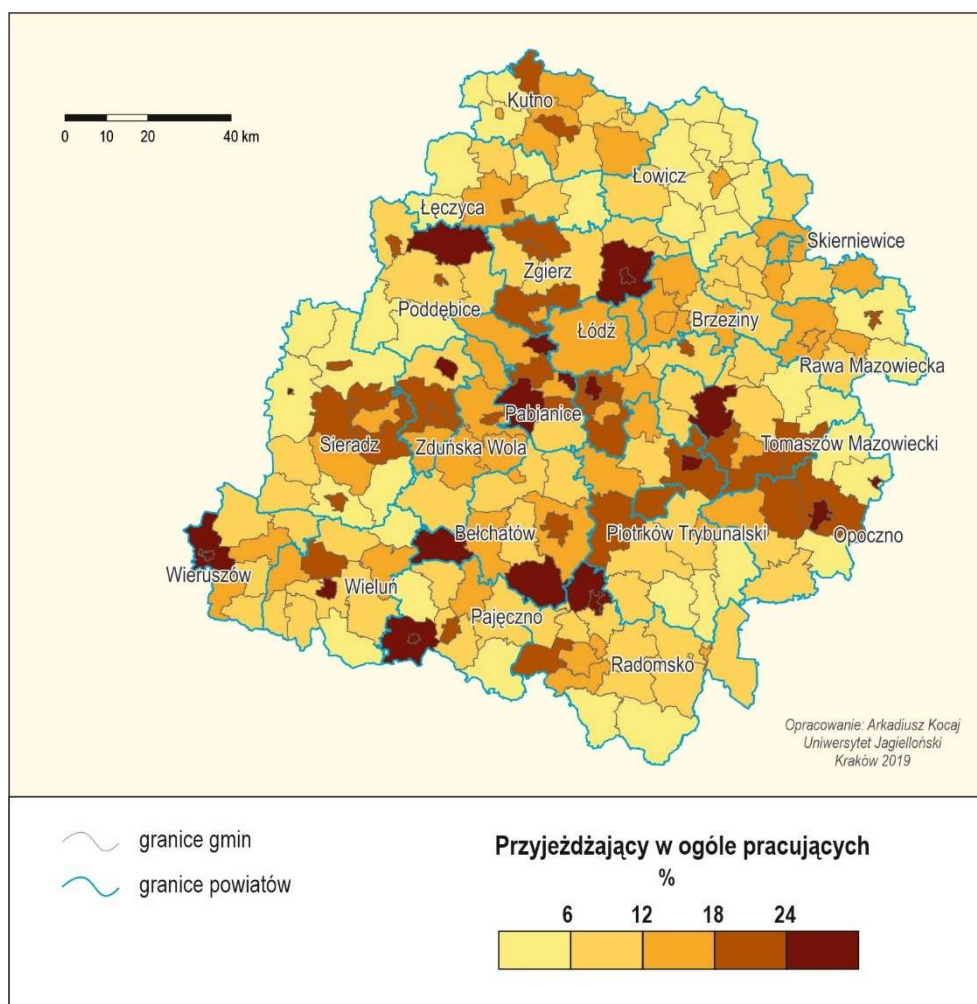 0 10 20 40 km
Kutno
Łowicz
Łęczyca
Skierniewice
Zgierz
Poddębice
Łódź
Brzeziny
Rawa Mazowiecka
Pabianice
Sieradz
Zduńska Wola
Tomaszów Mazowiecki
Bełchatów
Piotrków Trybunalski
Opoczno
Wieruszów
Wieluń
Pajęczno
Radomsko
Opracowanie: Arkadiusz Kocaj
Uniwersytet Jagielloński
Kraków 2019
granice gmin
granice powiatów
Przyjeżdżający w ogóle pracujących
%
6 12 18 24